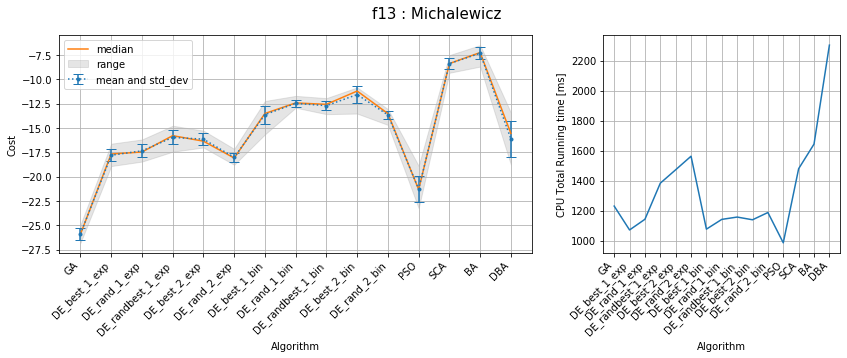 f13 : Michalewicz
median
range
mean and std_dev
Cost
−7.5
−10.0
−12.5
−15.0
−17.5
−20.0
−22.5
−25.0
−27.5
GA
DE_best_1_exp
DE_rand_1_exp
DE_randbest_1_exp
DE_best_2_exp
DE_rand_2_exp
DE_best_1_bin
DE_rand_1_bin
DE_randbest_1_bin
DE_best_2_bin
DE_rand_2_bin
PSO
SCA
BA
DBA
Algorithm
CPU Total Running time [ms]
2200
2000
1800
1600
1400
1200
1000
GA
DE_best_1_exp
DE_rand_1_exp
DE_randbest_1_exp
DE_best_2_exp
DE_rand_2_exp
DE_best_1_bin
DE_rand_1_bin
DE_randbest_1_bin
DE_best_2_bin
DE_rand_2_bin
PSO
SCA
BA
DBA
Algorithm